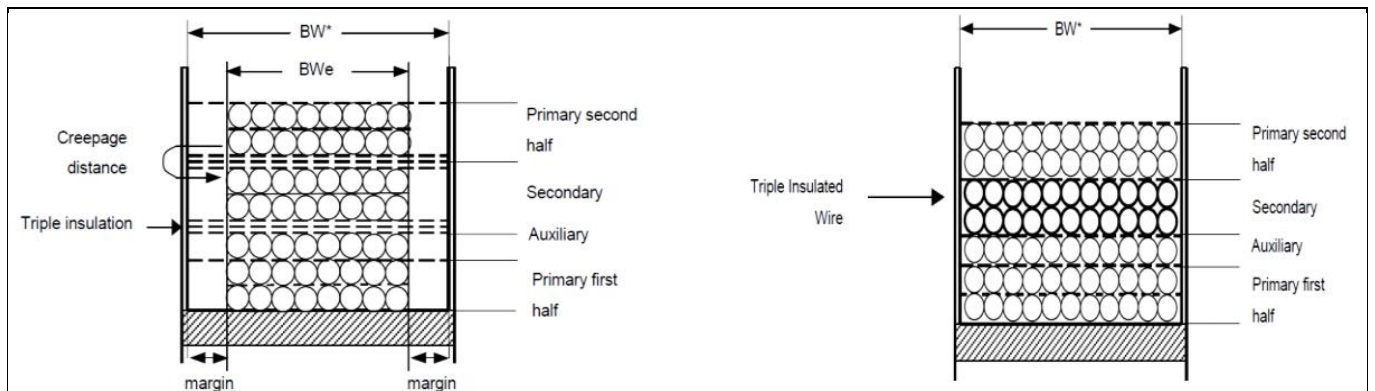 BW*
BWe
Creepage
distance
Triple insulation
Primary second
half
Secondary
Auxiliary
Primary first
half
margin
margin
BW*
Triple Insulated
Wire
Primary second
half
Secondary
Auxiliary
Primary first
half